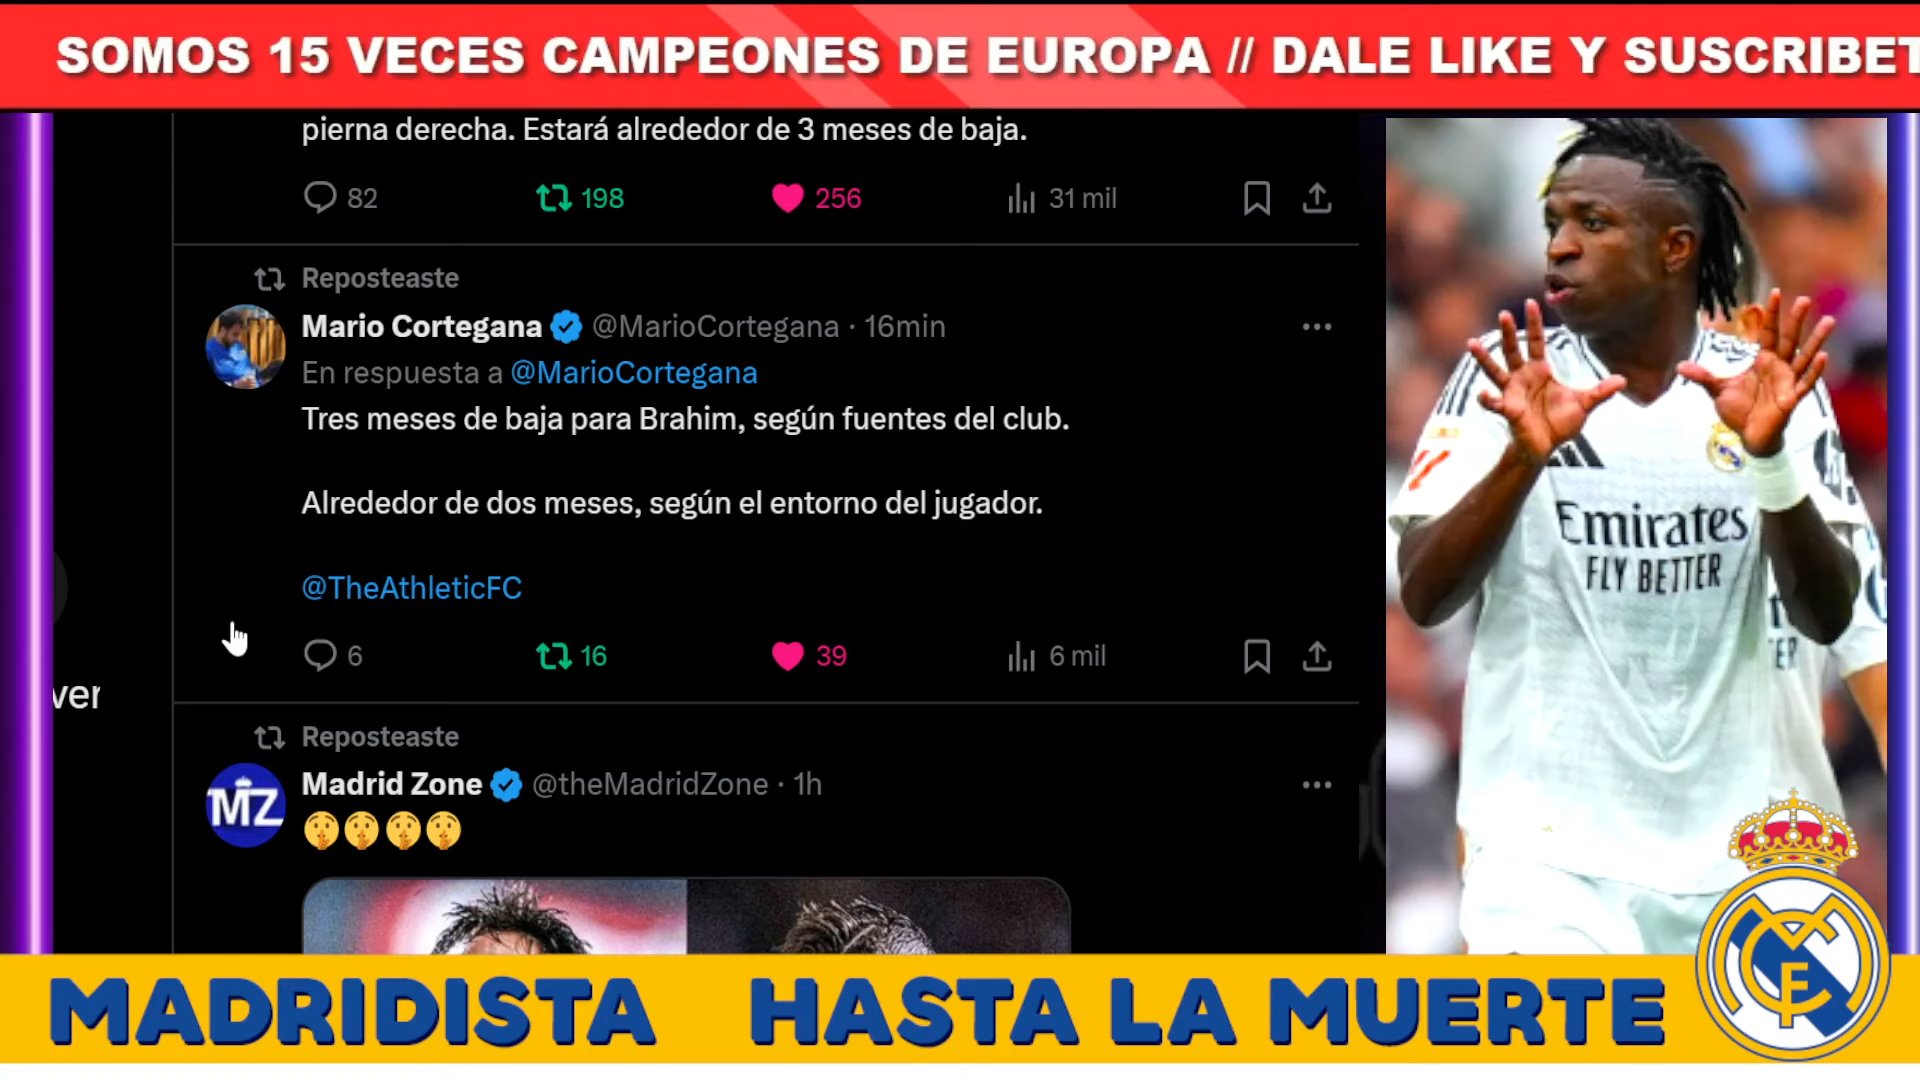 SOMOS 15 VECES CAMPEONES DE EUROPA // DALE LIKE Y SUSCRIBET
pierna derecha. Estará alrededor de 3 meses de baja.
82 198 256 31 mil
Reposteaste
Mario Cortegana @MarioCortegana · 16min
En respuesta a @MarioCortegana
Tres meses de baja para Brahim, según fuentes del club.
Alrededor de dos meses, según el entorno del jugador.
@TheAthleticFC
6 16 39 6 mil
ver
Reposteaste
MZ
Madrid Zone @theMadridZone · 1h
🤫🤫🤫🤫
Emirates
FLY BETTER
MADRIDISTA HASTA LA MUERTE